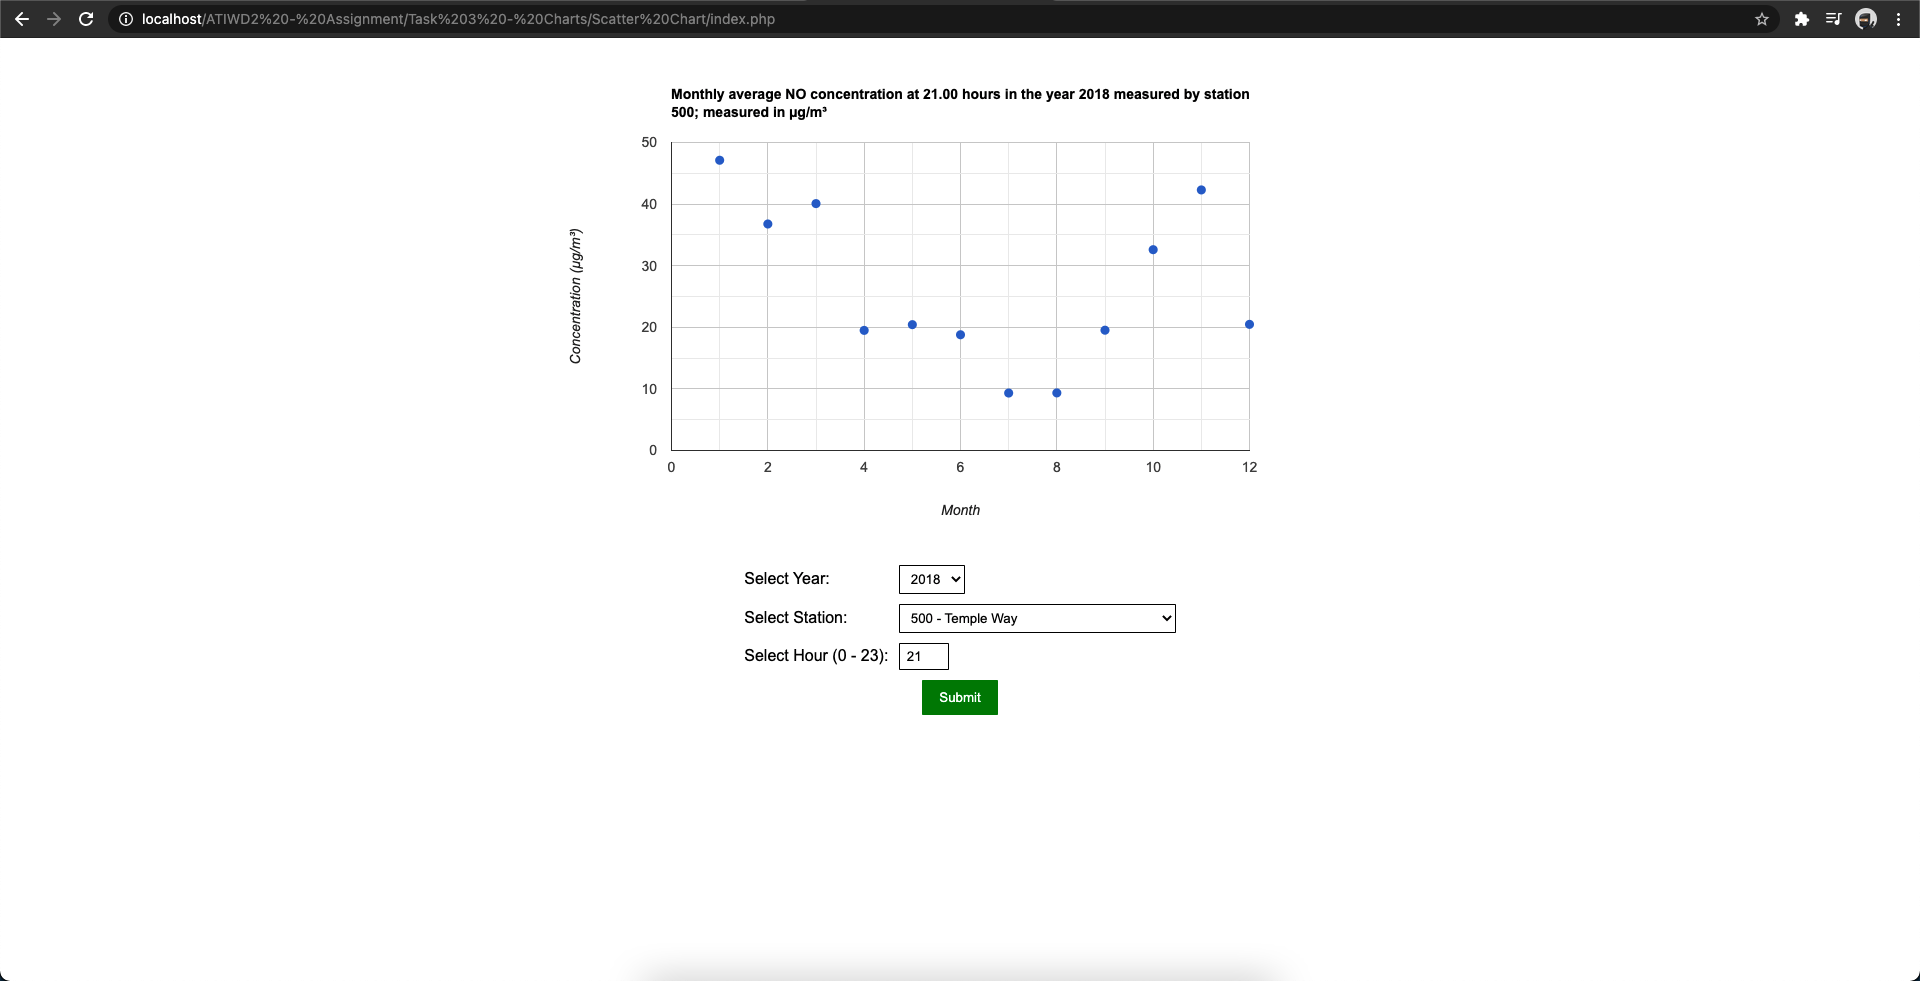 localhost/ATIWD2%20-%20Assignment/Task%203%20-%20Charts/Scatter%20Chart/index.php
Monthly average NO concentration at 21.00 hours in the year 2018 measured by station
500; measured in µg/m³
50
40
30
20
10
0
Concentration (µg/m³)
0 2 4 6 8 10 12
Month
Select Year: 2018
Select Station: 500 - Temple Way
Select Hour (0 - 23): 21
Submit